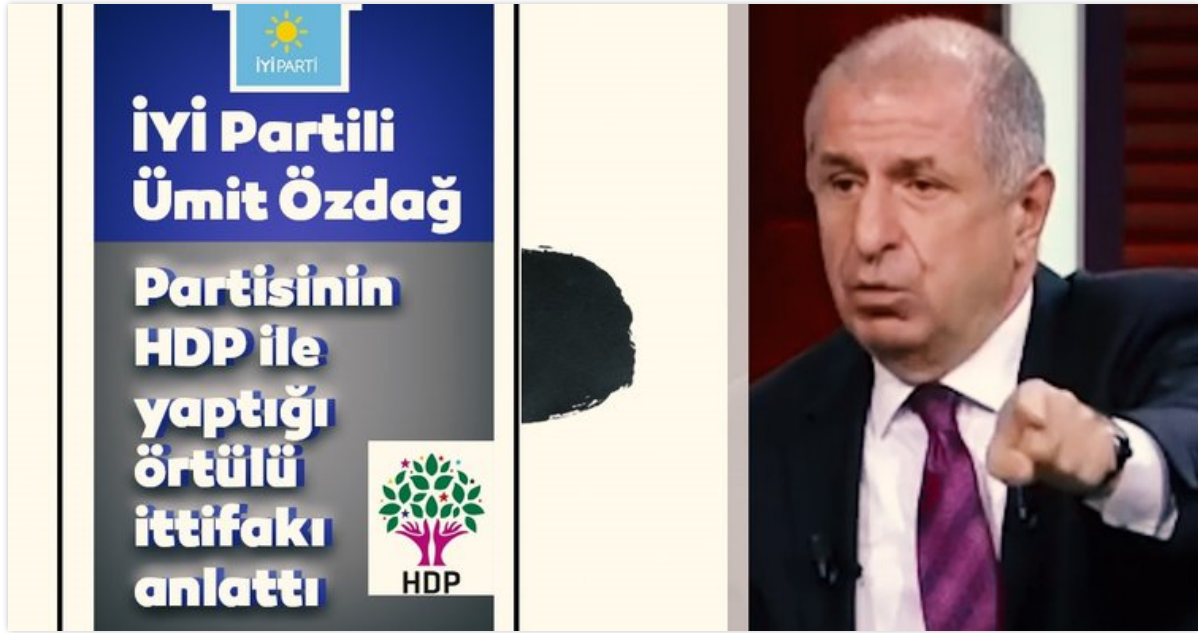 İYİ PARTİ
İYİ Partili
Ümit Özdağ
Partisinin
HDP ile
yaptığı
örtülü
ittifakı
anlattı
HDP